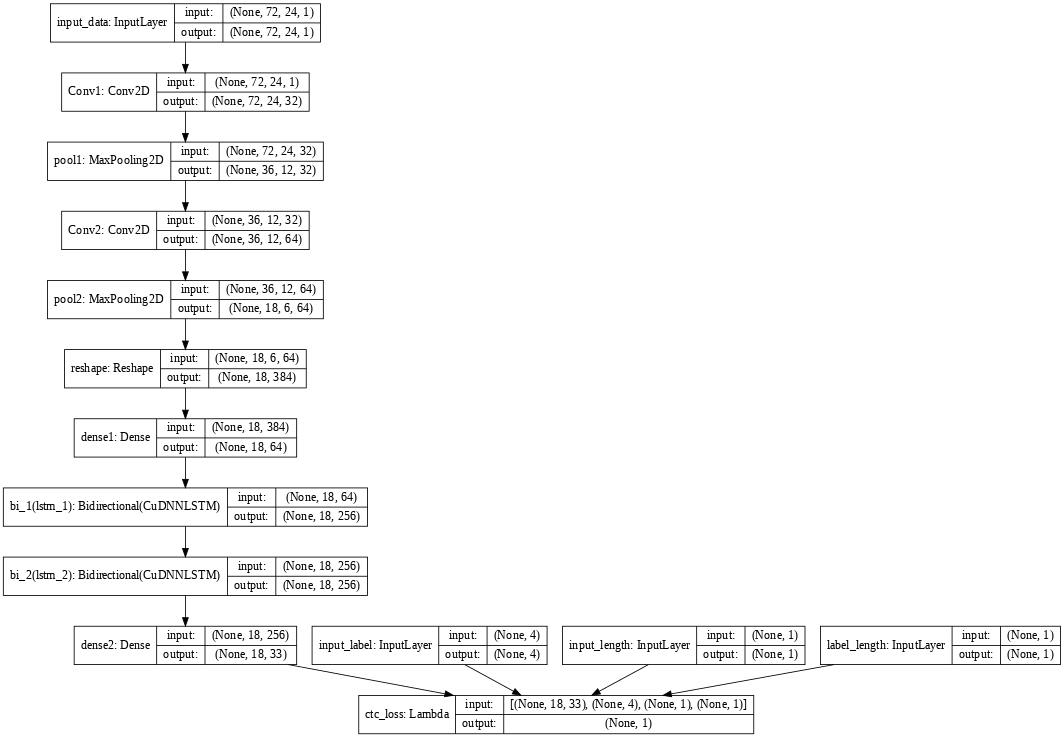 input_data: InputLayer
input: (None, 72, 24, 1)
output: (None, 72, 24, 1)
Conv1: Conv2D
input: (None, 72, 24, 1)
output: (None, 72, 24, 32)
pool1: MaxPooling2D
input: (None, 72, 24, 32)
output: (None, 36, 12, 32)
Conv2: Conv2D
input: (None, 36, 12, 32)
output: (None, 36, 12, 64)
pool2: MaxPooling2D
input: (None, 36, 12, 64)
output: (None, 18, 6, 64)
reshape: Reshape
input: (None, 18, 6, 64)
output: (None, 18, 384)
dense1: Dense
input: (None, 18, 384)
output: (None, 18, 64)
bi_1(lstm_1): Bidirectional(CuDNNLSTM)
input: (None, 18, 64)
output: (None, 18, 256)
bi_2(lstm_2): Bidirectional(CuDNNLSTM)
input: (None, 18, 256)
output: (None, 18, 256)
dense2: Dense
input: (None, 18, 256)
output: (None, 18, 33)
input_label: InputLayer
input: (None, 4)
output: (None, 4)
input_length: InputLayer
input: (None, 1)
output: (None, 1)
label_length: InputLayer
input: (None, 1)
output: (None, 1)
ctc_loss: Lambda
input: [(None, 18, 33), (None, 4), (None, 1), (None, 1)]
output: (None, 1)